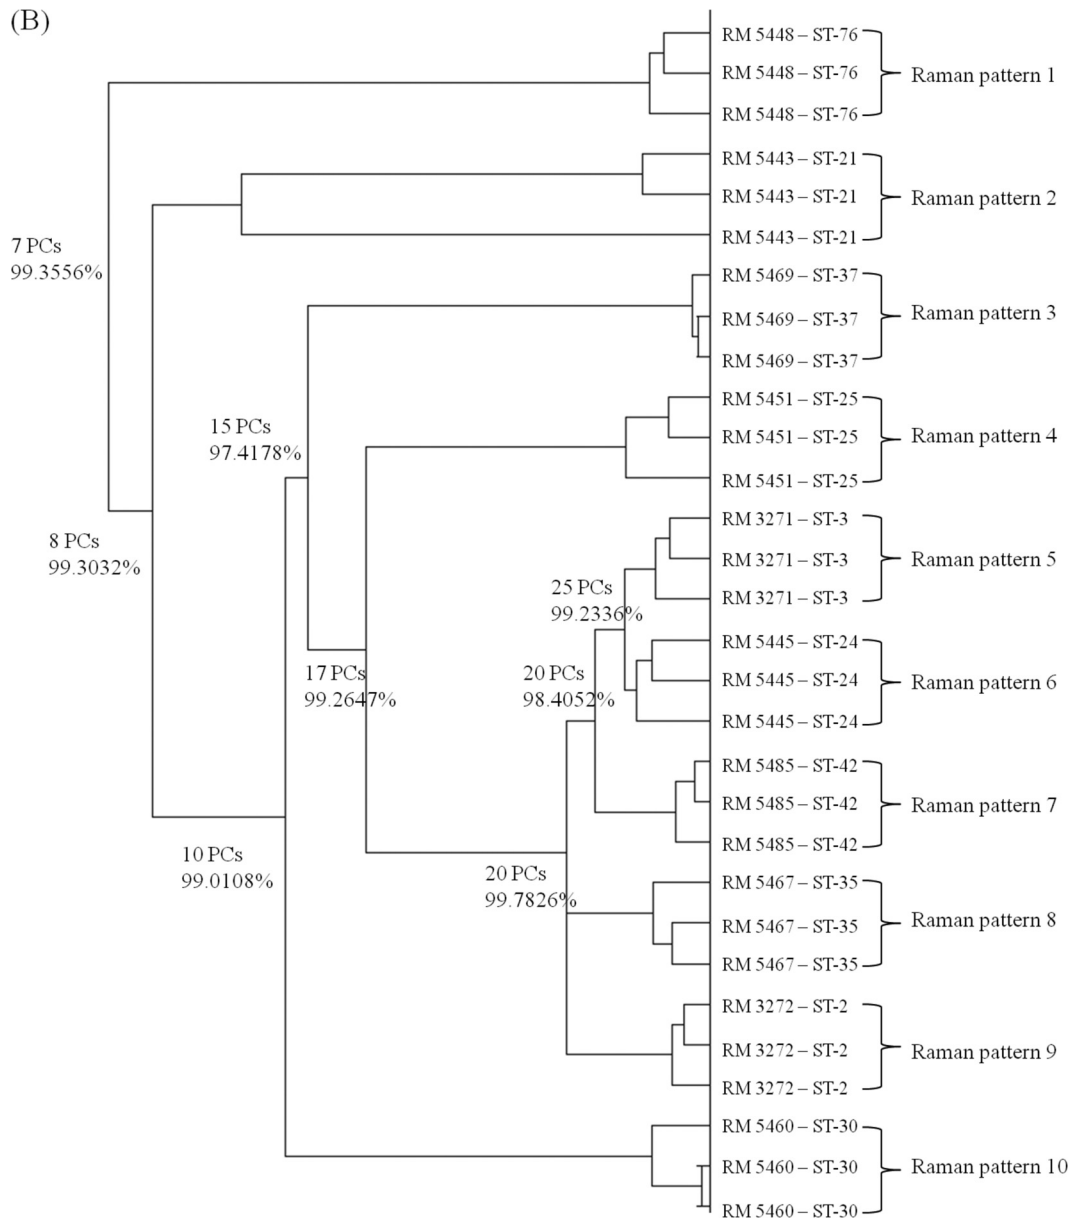 (B)
RM 5448 – ST-76
RM 5448 – ST-76
RM 5448 – ST-76
Raman pattern 1
RM 5443 – ST-21
RM 5443 – ST-21
RM 5443 – ST-21
Raman pattern 2
7 PCs
99.3556%
RM 5469 – ST-37
RM 5469 – ST-37
RM 5469 – ST-37
Raman pattern 3
15 PCs
97.4178%
RM 5451 – ST-25
RM 5451 – ST-25
RM 5451 – ST-25
Raman pattern 4
8 PCs
99.3032%
RM 3271 – ST-3
RM 3271 – ST-3
RM 3271 – ST-3
Raman pattern 5
25 PCs
99.2336%
RM 5445 – ST-24
RM 5445 – ST-24
RM 5445 – ST-24
Raman pattern 6
17 PCs
99.2647%
20 PCs
98.4052%
RM 5485 – ST-42
RM 5485 – ST-42
RM 5485 – ST-42
Raman pattern 7
10 PCs
99.0108%
20 PCs
99.7826%
RM 5467 – ST-35
RM 5467 – ST-35
RM 5467 – ST-35
Raman pattern 8
RM 3272 – ST-2
RM 3272 – ST-2
RM 3272 – ST-2
Raman pattern 9
RM 5460 – ST-30
RM 5460 – ST-30
RM 5460 – ST-30
Raman pattern 10